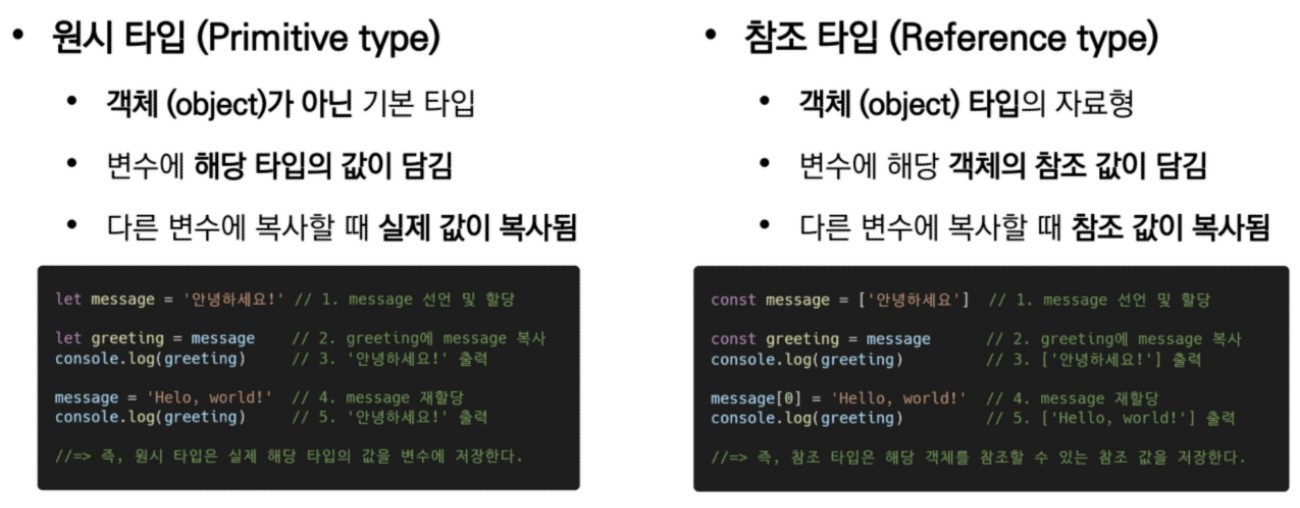 • 원시 타입 (Primitive type)
• 객체 (object)가 아닌 기본 타입
• 변수에 해당 타입의 값이 담김
• 다른 변수에 복사할 때 실제 값이 복사됨
let message = '안녕하세요!' // 1. message 선언 및 할당
let greeting = message // 2. greeting에 message 복사
console.log(greeting) // 3. '안녕하세요!' 출력
message = 'Helo, world!' // 4. message 재할당
console.log(greeting) // 5. '안녕하세요!' 출력
//=> 즉, 원시 타입은 실제 해당 타입의 값을 변수에 저장한다.
• 참조 타입 (Reference type)
• 객체 (object) 타입의 자료형
• 변수에 해당 객체의 참조 값이 담김
• 다른 변수에 복사할 때 참조 값이 복사됨
const message = ['안녕하세요'] // 1. message 선언 및 할당
const greeting = message // 2. greeting에 message 복사
console.log(greeting) // 3. ['안녕하세요!'] 출력
message[0] = 'Hello, world!' // 4. message 재할당
console.log(greeting) // 5. ['Hello, world!'] 출력
//=> 즉, 참조 타입은 해당 객체를 참조할 수 있는 참조 값을 저장한다.